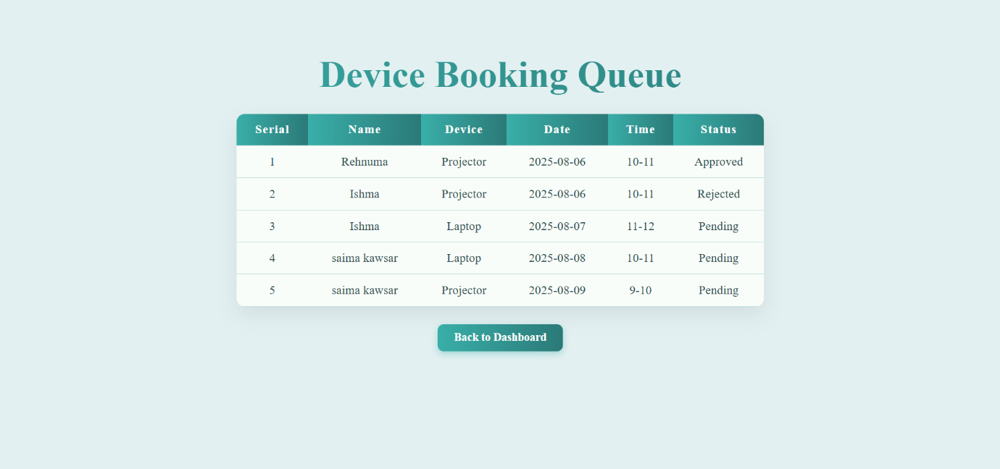 Device Booking Queue
Serial Name Device Date Time Status
1 Rehnuma Projector 2025-08-06 10-11 Approved
2 Ishma Projector 2025-08-06 10-11 Rejected
3 Ishma Laptop 2025-08-07 11-12 Pending
4 saima kawsar Laptop 2025-08-08 10-11 Pending
5 saima kawsar Projector 2025-08-09 9-10 Pending
Back to Dashboard